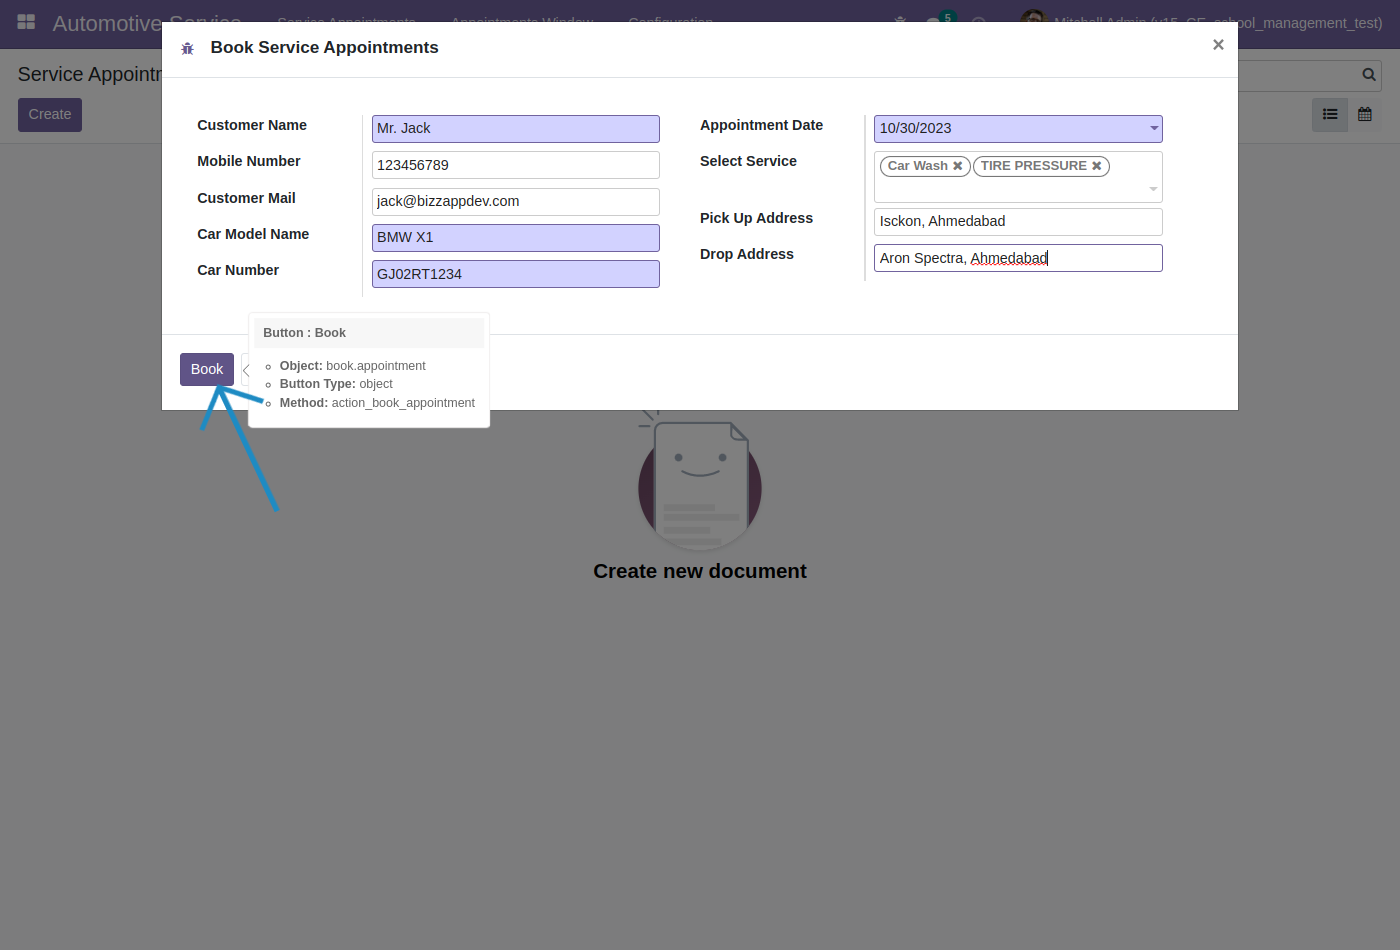 Automotive Service Service Appointments Appointments Window Configuration 5 Mitchell Admin (v15_CE_school_management_test)
Service Appointm
Create
Book Service Appointments ×
Customer Name Mr. Jack
Mobile Number 123456789
Customer Mail jack@bizzappdev.com
Car Model Name BMW X1
Car Number GJ02RT1234
Appointment Date 10/30/2023
Select Service Car Wash ✖ TIRE PRESSURE ✖
Pick Up Address Isckon, Ahmedabad
Drop Address Aron Spectra, Ahmedabad
Book
Button : Book
Object: book.appointment
Button Type: object
Method: action_book_appointment
Create new document